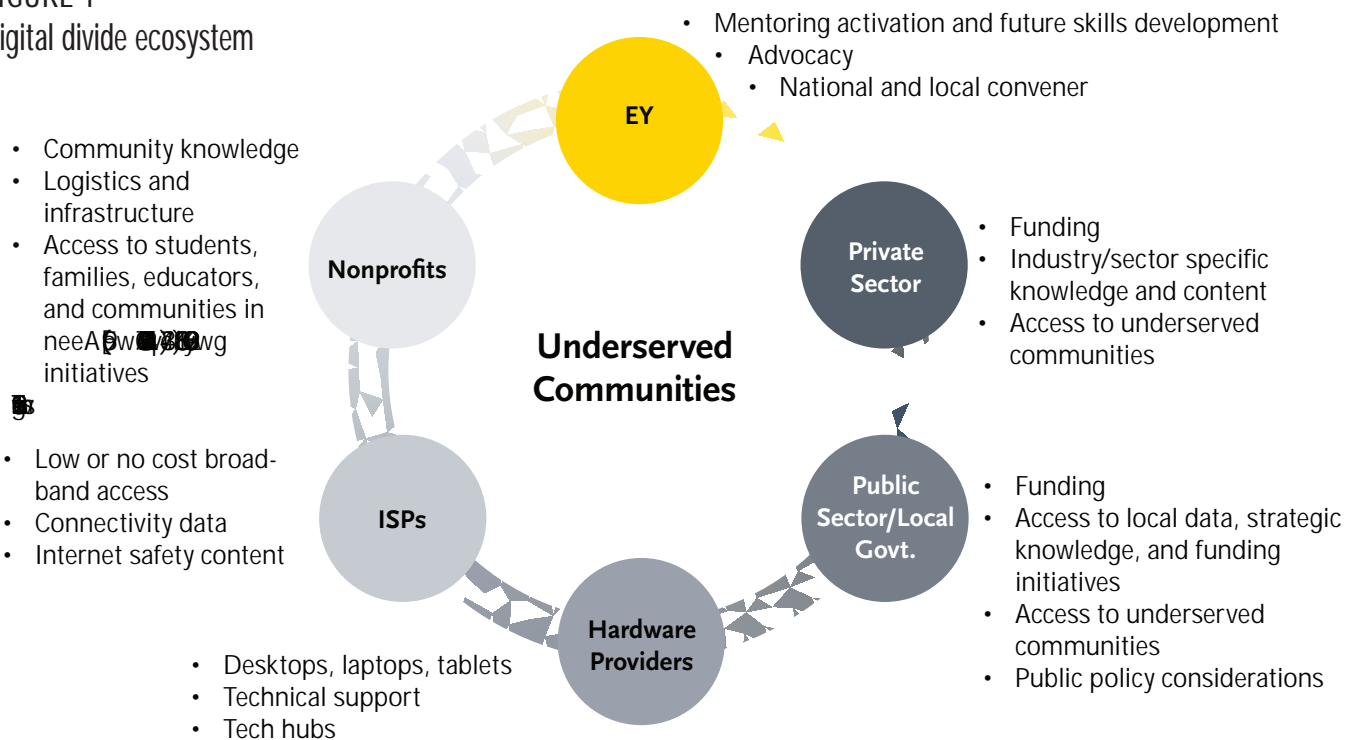 IGURE 1
igital divide ecosystem
• Mentoring activation and future skills development
• Advocacy
• National and local convener
EY
• Community knowledge
• Logistics and
infrastructure
• Access to students,
families, educators,
and communities in
initiatives
Nonprofits
Private
Sector
• Funding
• Industry/sector specific
knowledge and content
• Access to underserved
communities
Underserved
Communities
• Low or no cost broad-
band access
• Connectivity data
• Internet safety content
ISPs
Public
Sector/Local
Govt.
• Funding
• Access to local data, strategic
knowledge, and funding
initiatives
• Access to underserved
communities
• Public policy considerations
Hardware
Providers
• Desktops, laptops, tablets
• Technical support
• Tech hubs